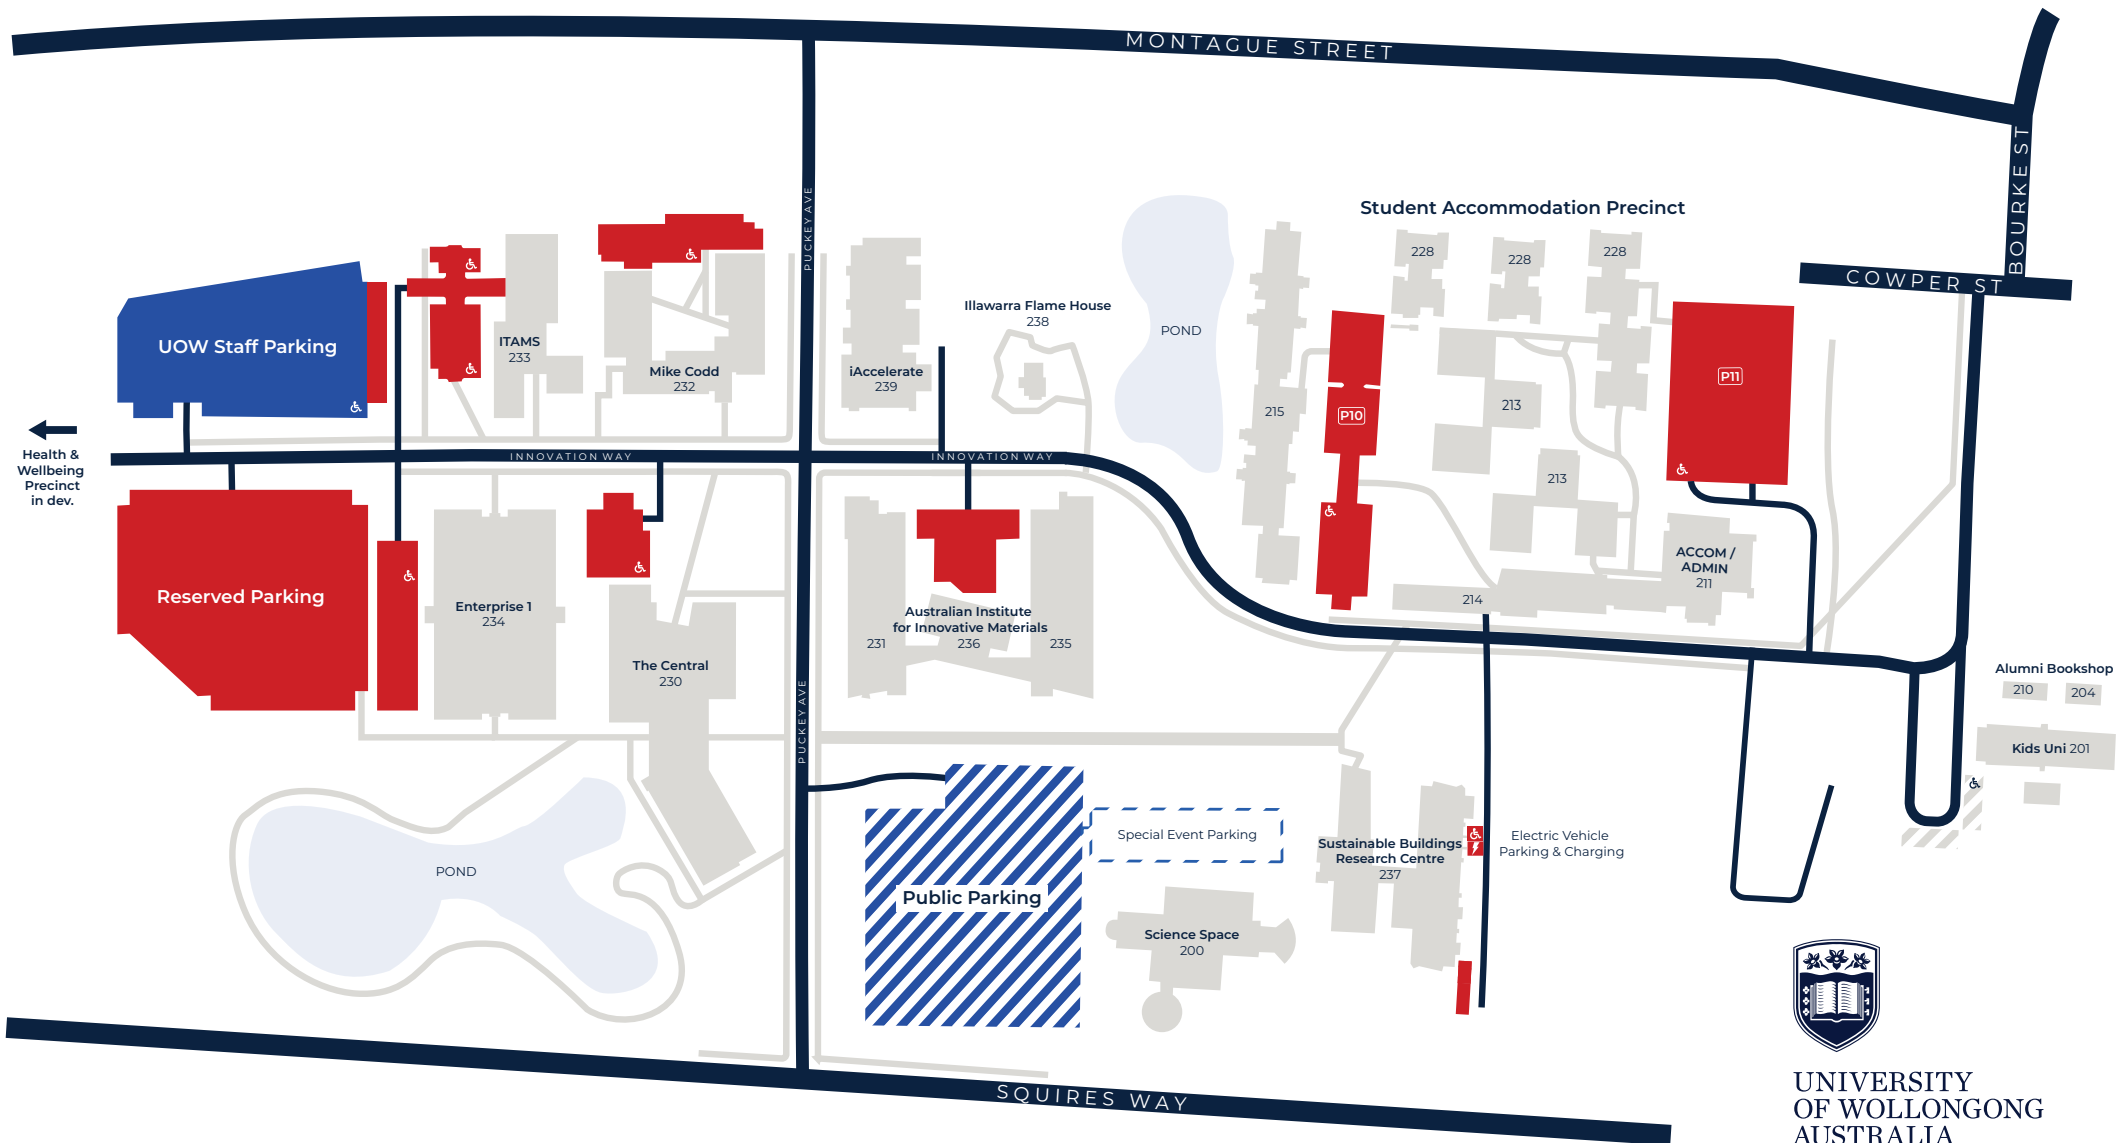 MONTAGUE STREET
BOURKE ST
COWPER ST
PUCKEY AVE
Student Accommodation Precinct
228
228
228
Illawarra Flame House
238
POND
UOW Staff Parking
ITAMS
233
Mike Codd
232
iAccelerate
239
P11
P10
215
213
213
Health &
Wellbeing
Precinct
in dev.
INNOVATION WAY
INNOVATION WAY
Reserved Parking
Enterprise 1
234
The Central
230
Australian Institute
for Innovative Materials
231
236
235
ACCOM /
ADMIN
211
214
Alumni Bookshop
210
204
Kids Uni 201
PUCKEY AVE
POND
Special Event Parking
Public Parking
Sustainable Buildings
Research Centre
237
Electric Vehicle
Parking & Charging
Science Space
200
SQUIRES WAY
UNIVERSITY
OF WOLLONGONG
AUSTRALIA